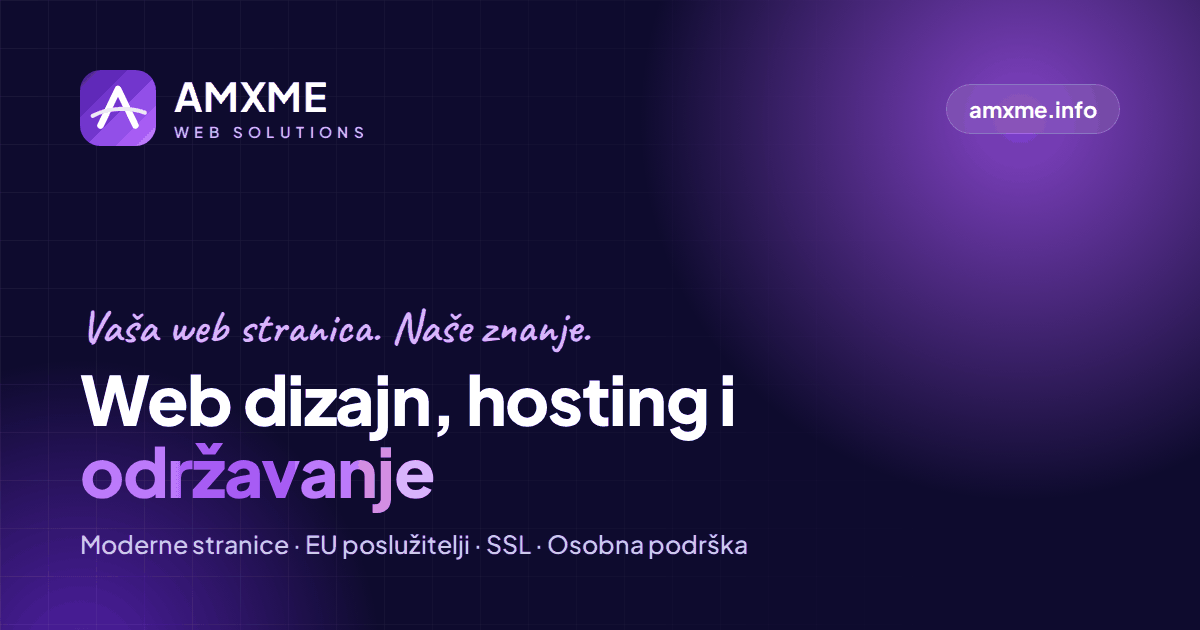 AMXME
WEB SOLUTIONS
amxme.info
Vaša web stranica. Naše znanje.
Web dizajn, hosting i
održavanje
Moderne stranice · EU poslužitelji · SSL · Osobna podrška